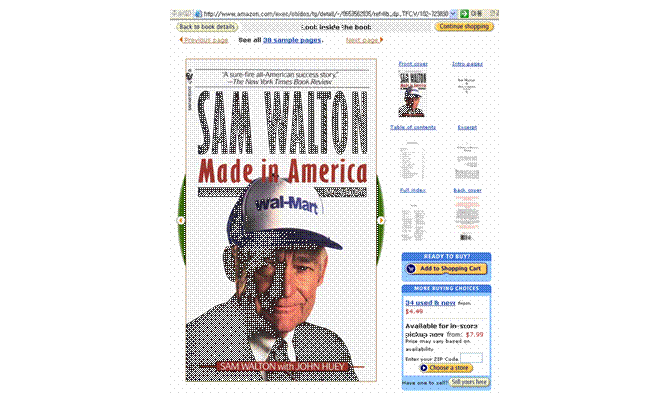 http://www.amazon.com/exec/obidos/tg/detail/-/0553562835/ref=lib_dp_TFCV/102-723890
Back to book details
Look inside the book
Continue shopping
Previous page
See all 38 sample pages.
Next page
"A sure-fire all-American success story."
—The New York Times Book Review
SAM WALTON
Made in America
Wal-Mart
SAM WALTON with JOHN HUEY
Front cover
Intro pages
SAM WALTON
Table of contents
Excerpt
Full index
Back cover
READY TO BUY?
Add to Shopping Cart
MORE BUYING CHOICES
34 used & new from
$4.49
Available for in-store
pickup now from: $7.99
Price may vary based on
availability
Enter your ZIP Code
Choose a store
Have one to sell? Sell yours here